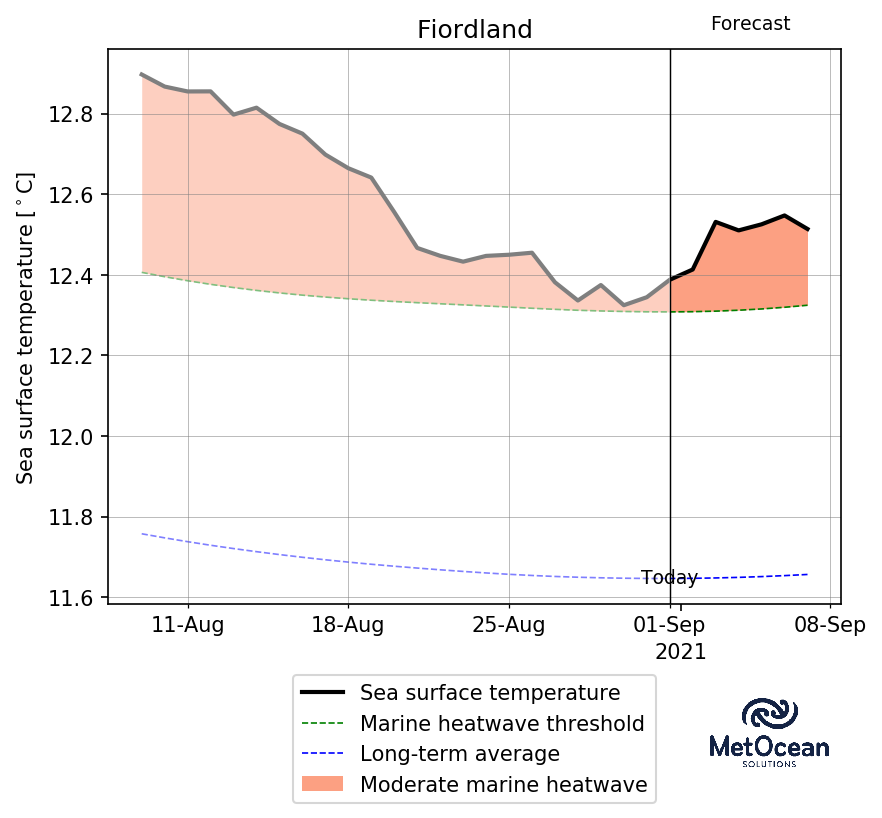 Fiordland
Forecast
Sea surface temperature [°C]
12.8
12.6
12.4
12.2
12.0
11.8
11.6
Today
11-Aug
18-Aug
25-Aug
01-Sep
08-Sep
2021
Sea surface temperature
Marine heatwave threshold
Long-term average
Moderate marine heatwave
MetOcean
SOLUTIONS